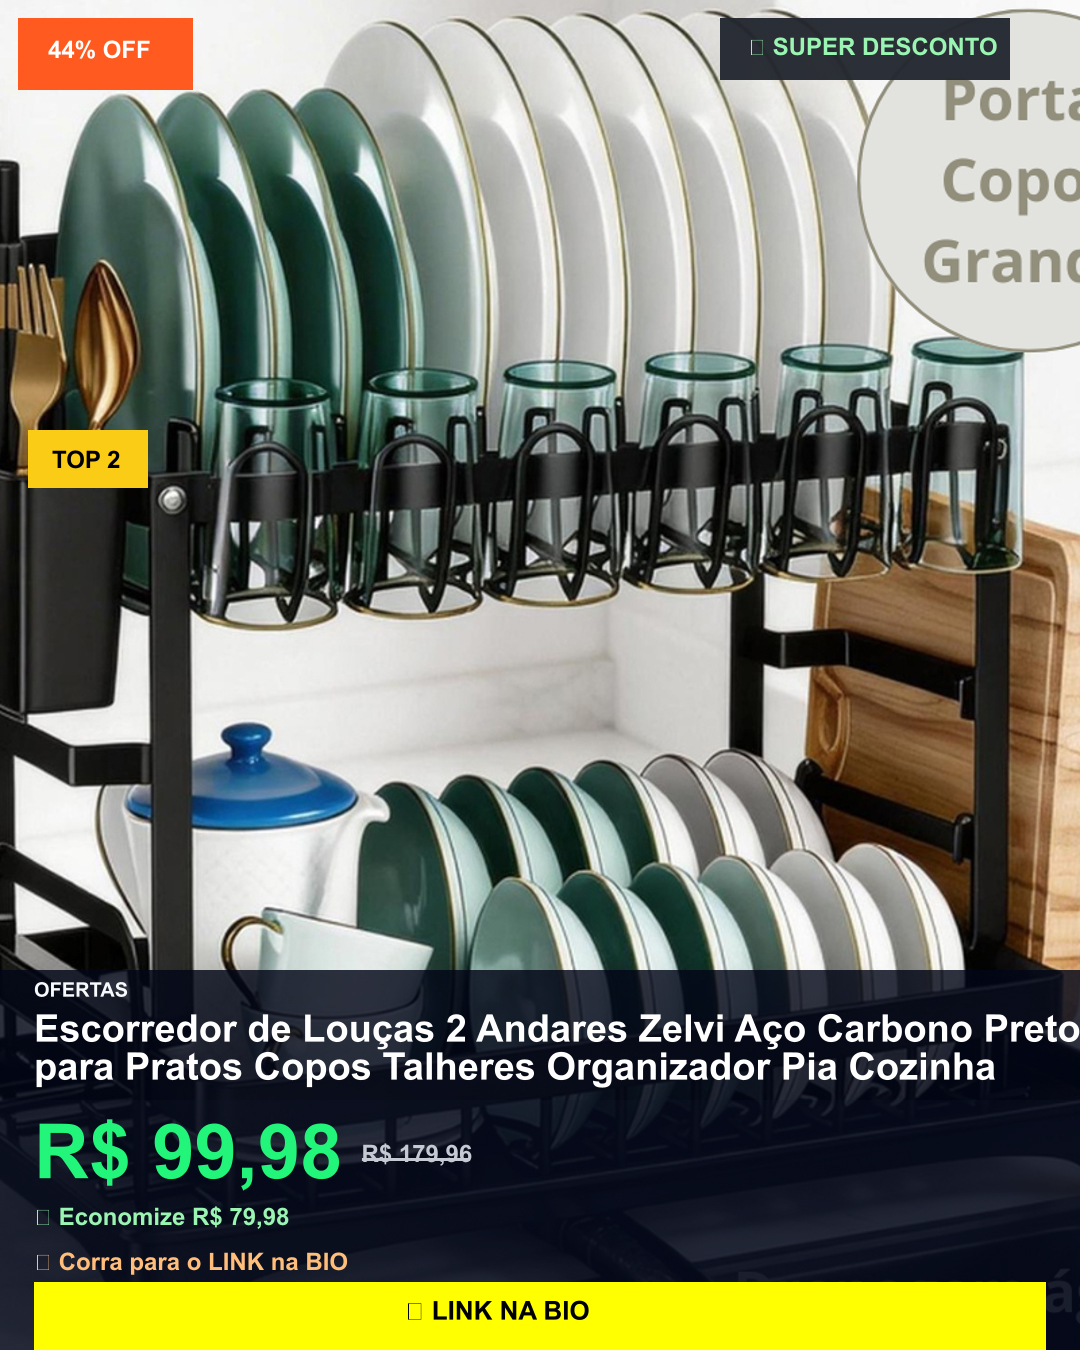 44% OFF
SUPER DESCONTO
Porta
Copo
Grand
TOP 2
OFERTAS
Escorredor de Louças 2 Andares Zelvi Aço Carbono Preto
para Pratos Copos Talheres Organizador Pia Cozinha
R$ 99,98 R$ 179,96
Economize R$ 79,98
Corra para o LINK na BIO
LINK NA BIO